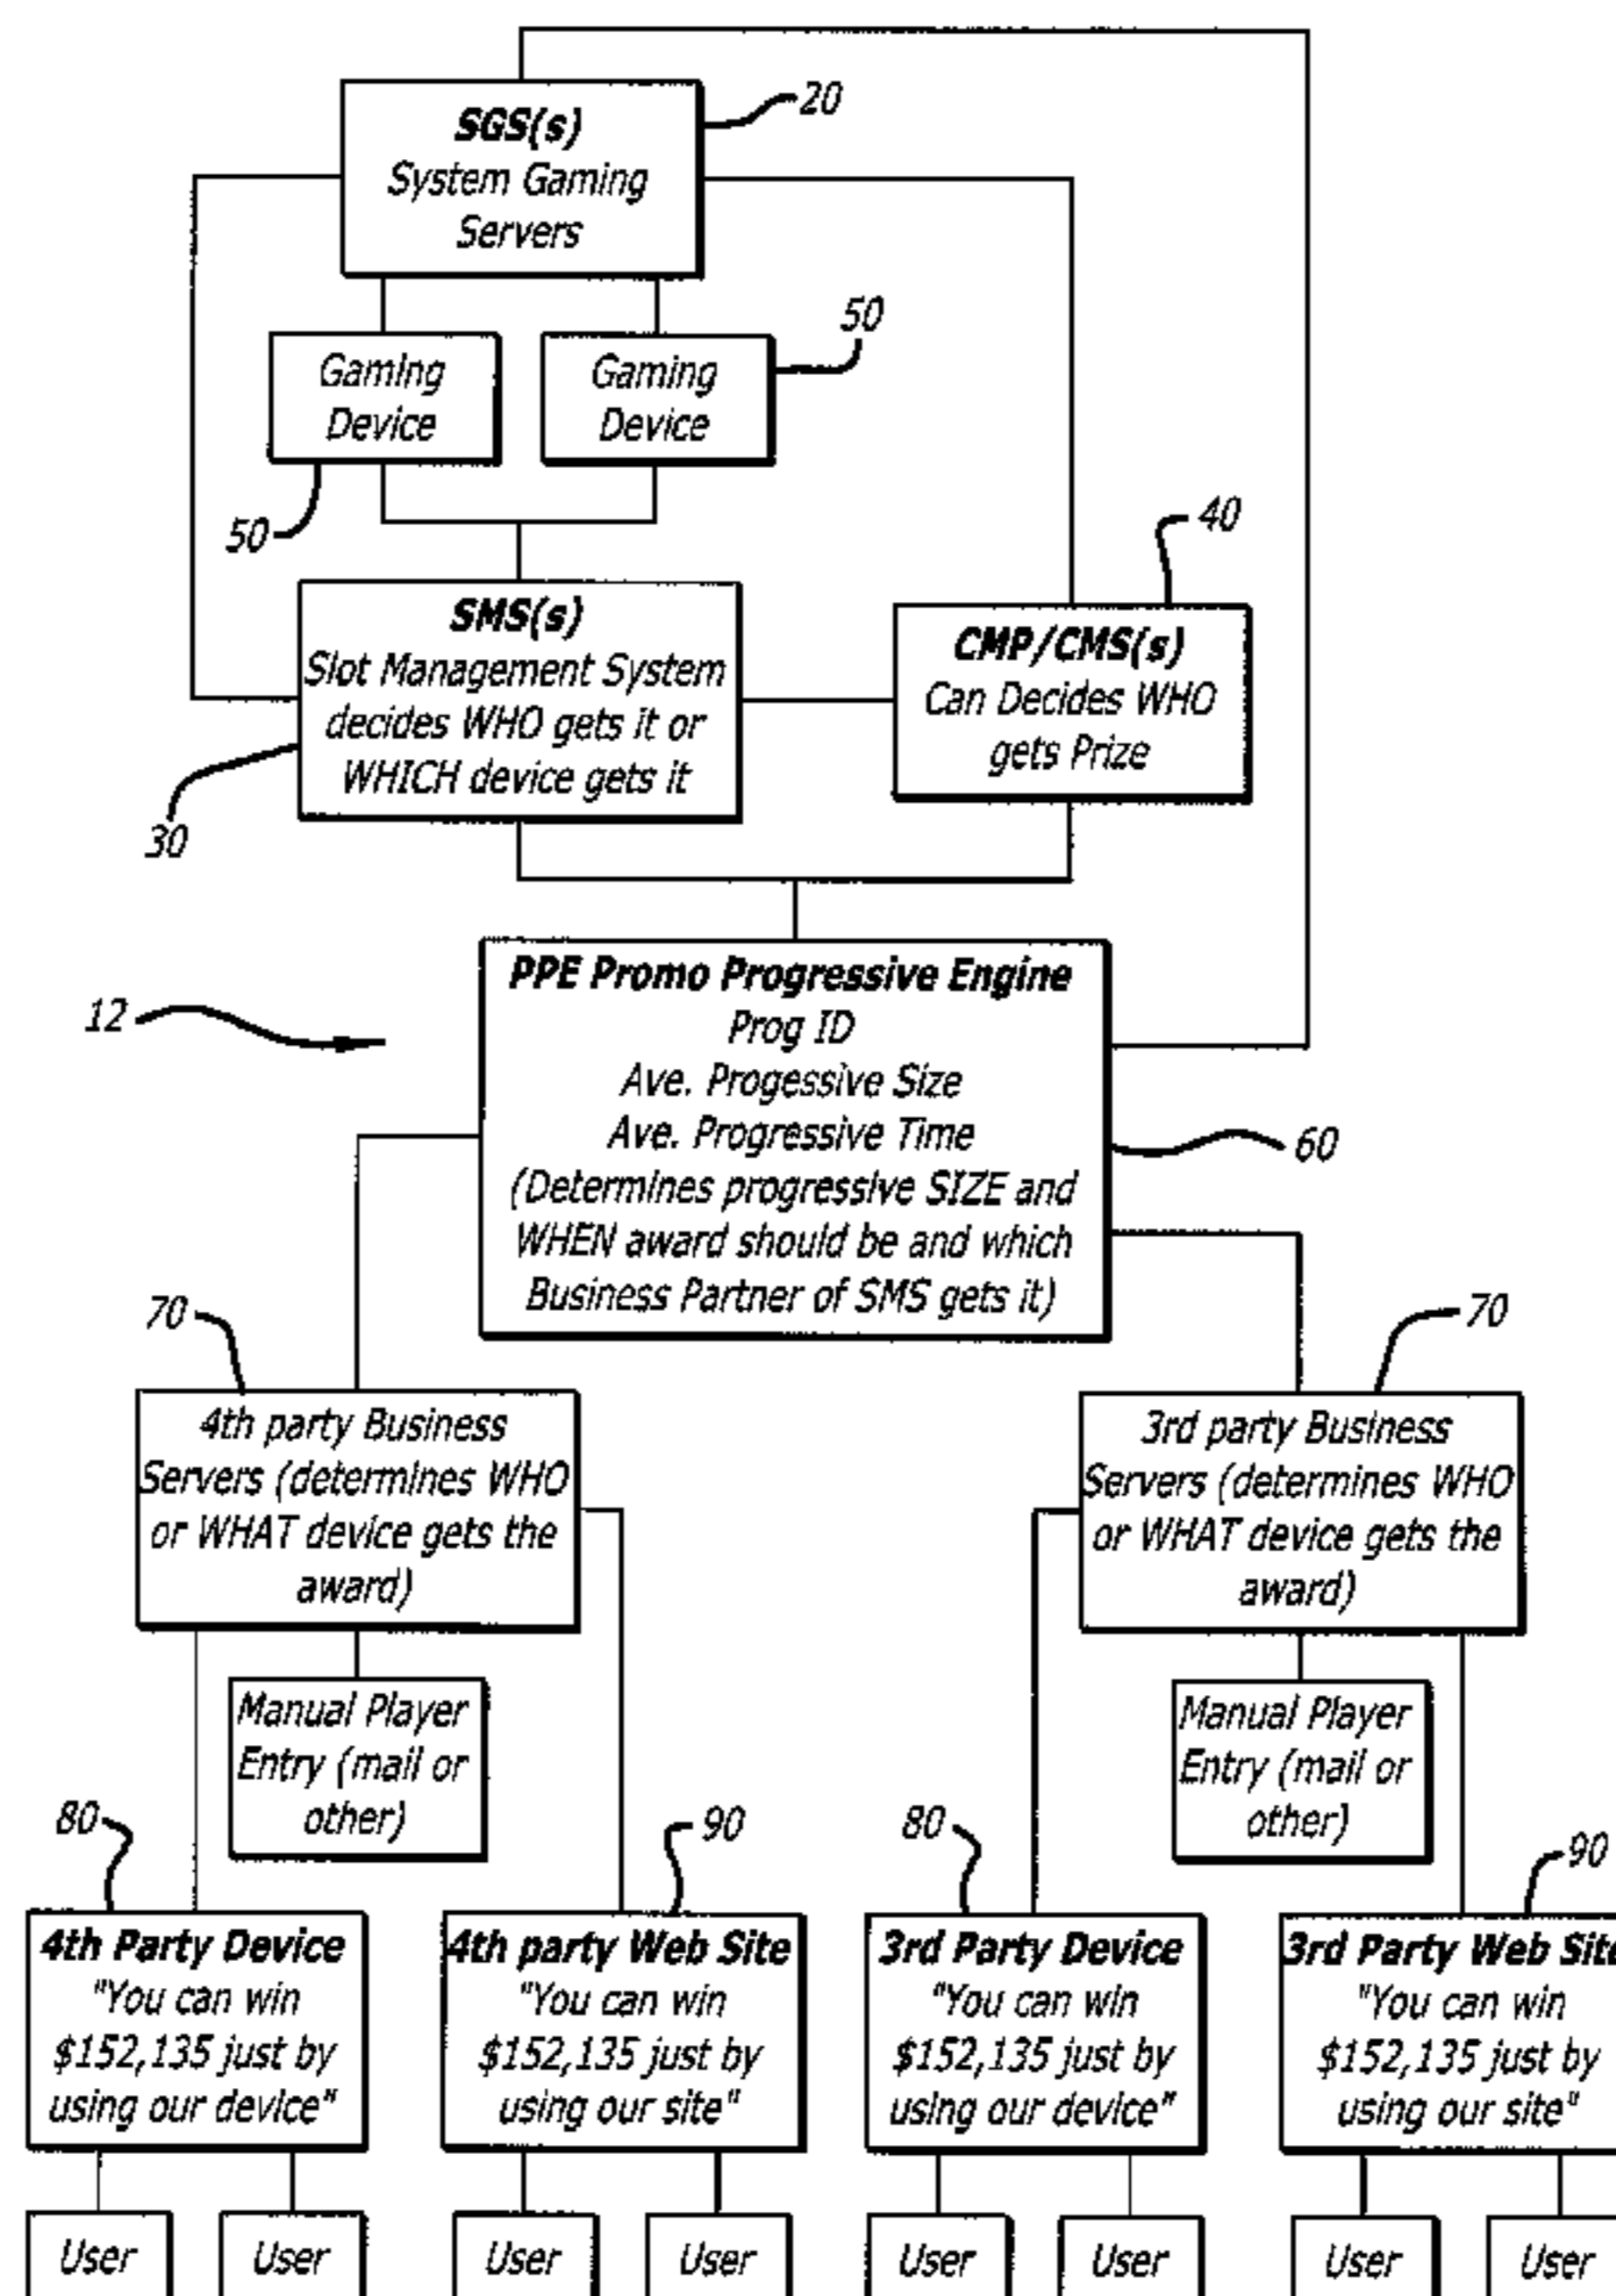 20
SGS(s)
System Gaming
Servers
50
Gaming
Device
Gaming
Device
50
40
SMS(s)
Slot Management System
decides WHO gets it or
WHICH device gets it
CMP/CMS(s)
Can Decides WHO
gets Prize
30
PPE Promo Progressive Engine
Prog ID
Ave. Progessive Size
Ave. Progressive Time
(Determines progressive SIZE and
WHEN award should be and which
Business Partner of SMS gets it)
12
60
70
70
4th party Business
Servers (determines WHO
or WHAT device gets the
award)
3rd party Business
Servers (determines WHO
or WHAT device gets the
award)
Manual Player
Entry (mail or
other)
Manual Player
Entry (mail or
other)
80
90
80
90
4th Party Device
"You can win
$152,135 just by
using our device"
4th party Web Site
"You can win
$152,135 just by
using our site"
3rd Party Device
"You can win
$152,135 just by
using our device"
3rd Party Web Site
"You can win
$152,135 just by
using our site"
User
User
User
User
User
User
User
User